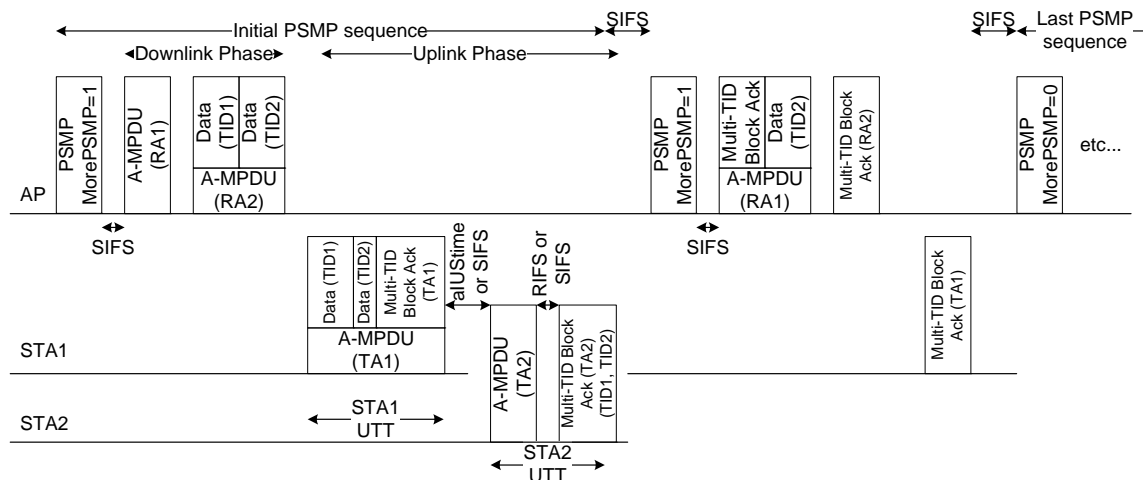 SIFS
Initial PSMP sequence
Downlink Phase
Uplink Phase
SIFS
Last PSMP
sequence
PSMP
MorePSMP=1
A-MPDU
(RA1)
Data
(TID1)
Data
(TID2)
A-MPDU
(RA2)
PSMP
MorePSMP=1
Multi-TID
Block Ack
Data
(TID2)
A-MPDU
(RA1)
Multi-TID Block
Ack (RA2)
PSMP
MorePSMP=0
etc...
AP
SIFS
SIFS
Data (TID1)
Data (TID2)
Multi-TID
Block Ack
(TA1)
A-MPDU
(TA1)
aIUStime
or SIFS
RIFS or
SIFS
Multi-TID Block
Ack (TA1)
STA1
A-MPDU
(TA2)
Multi-TID Block
Ack (TA2)
(TID1, TID2)
STA1
UTT
STA2
STA2
UTT